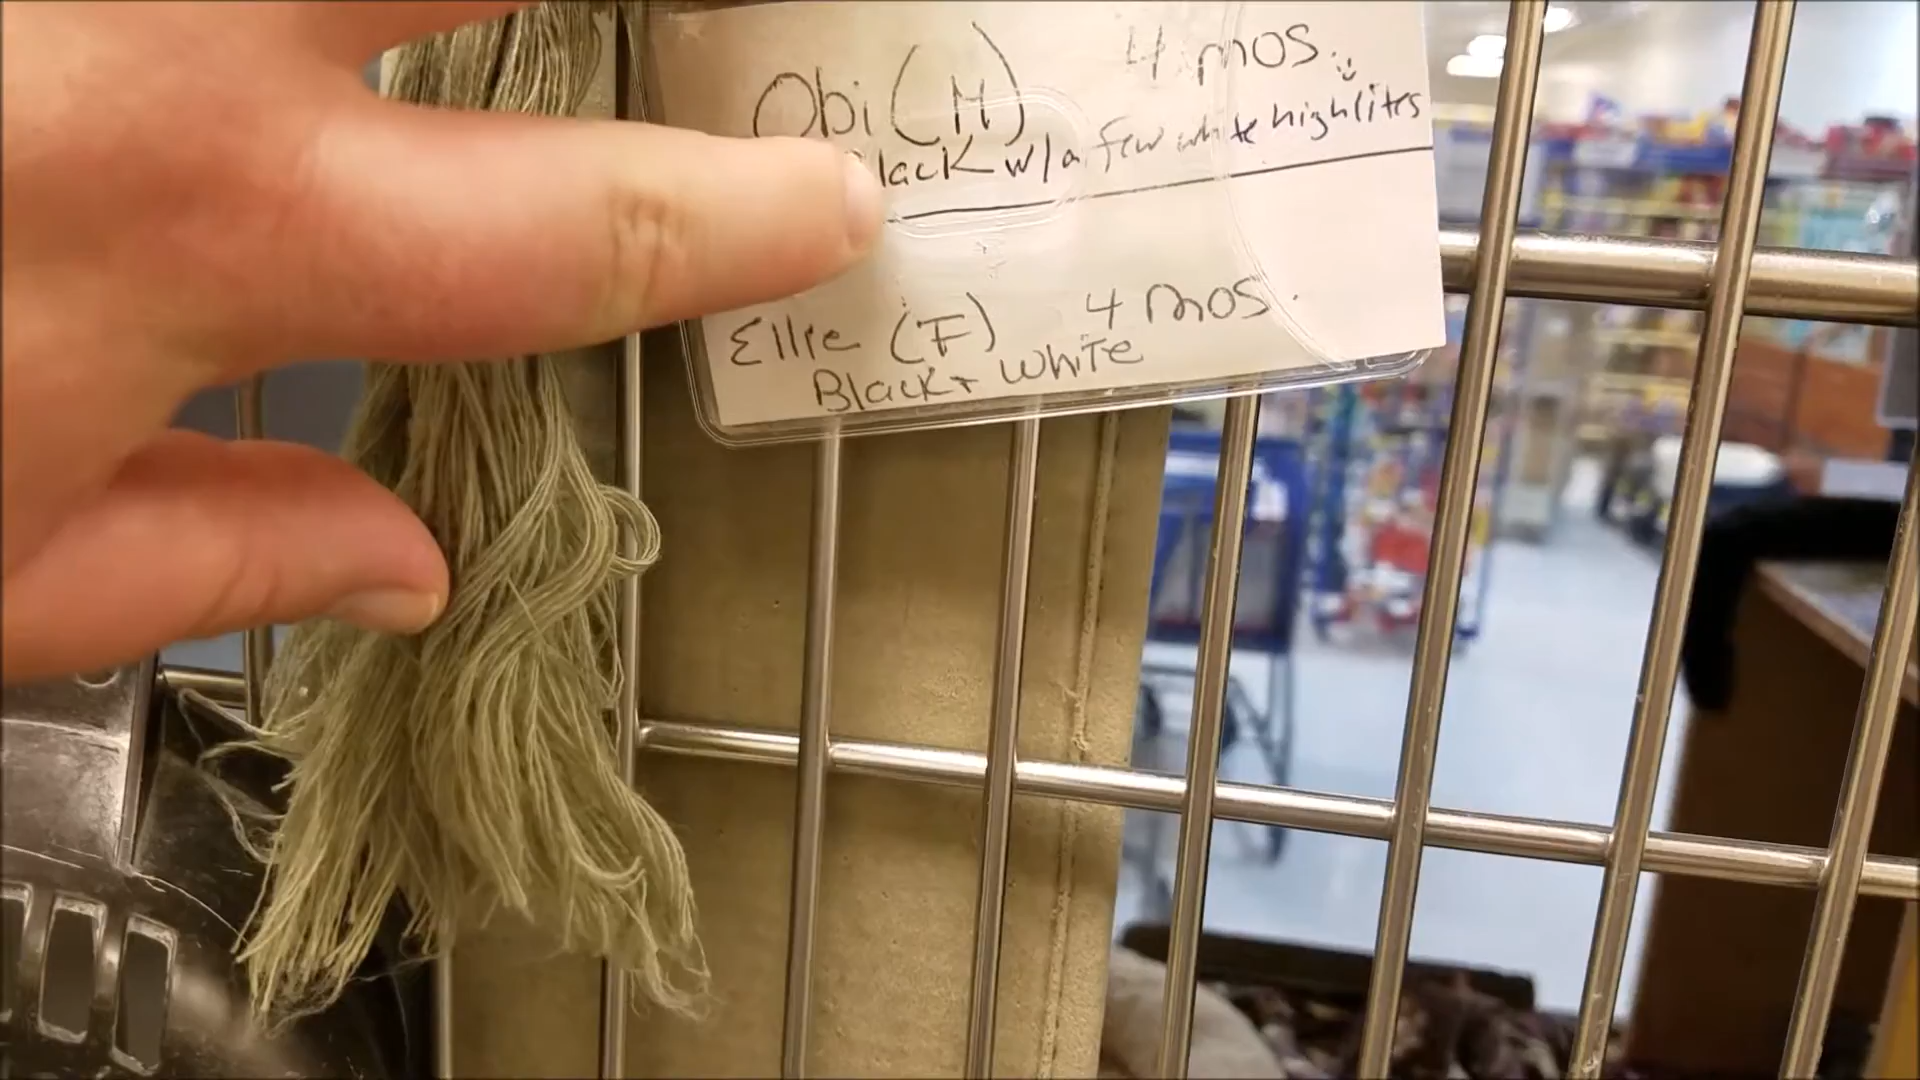 Obi (M) 4 mos.
Black w/ a few white highlites
Ellie (F) 4 mos.
Black + white